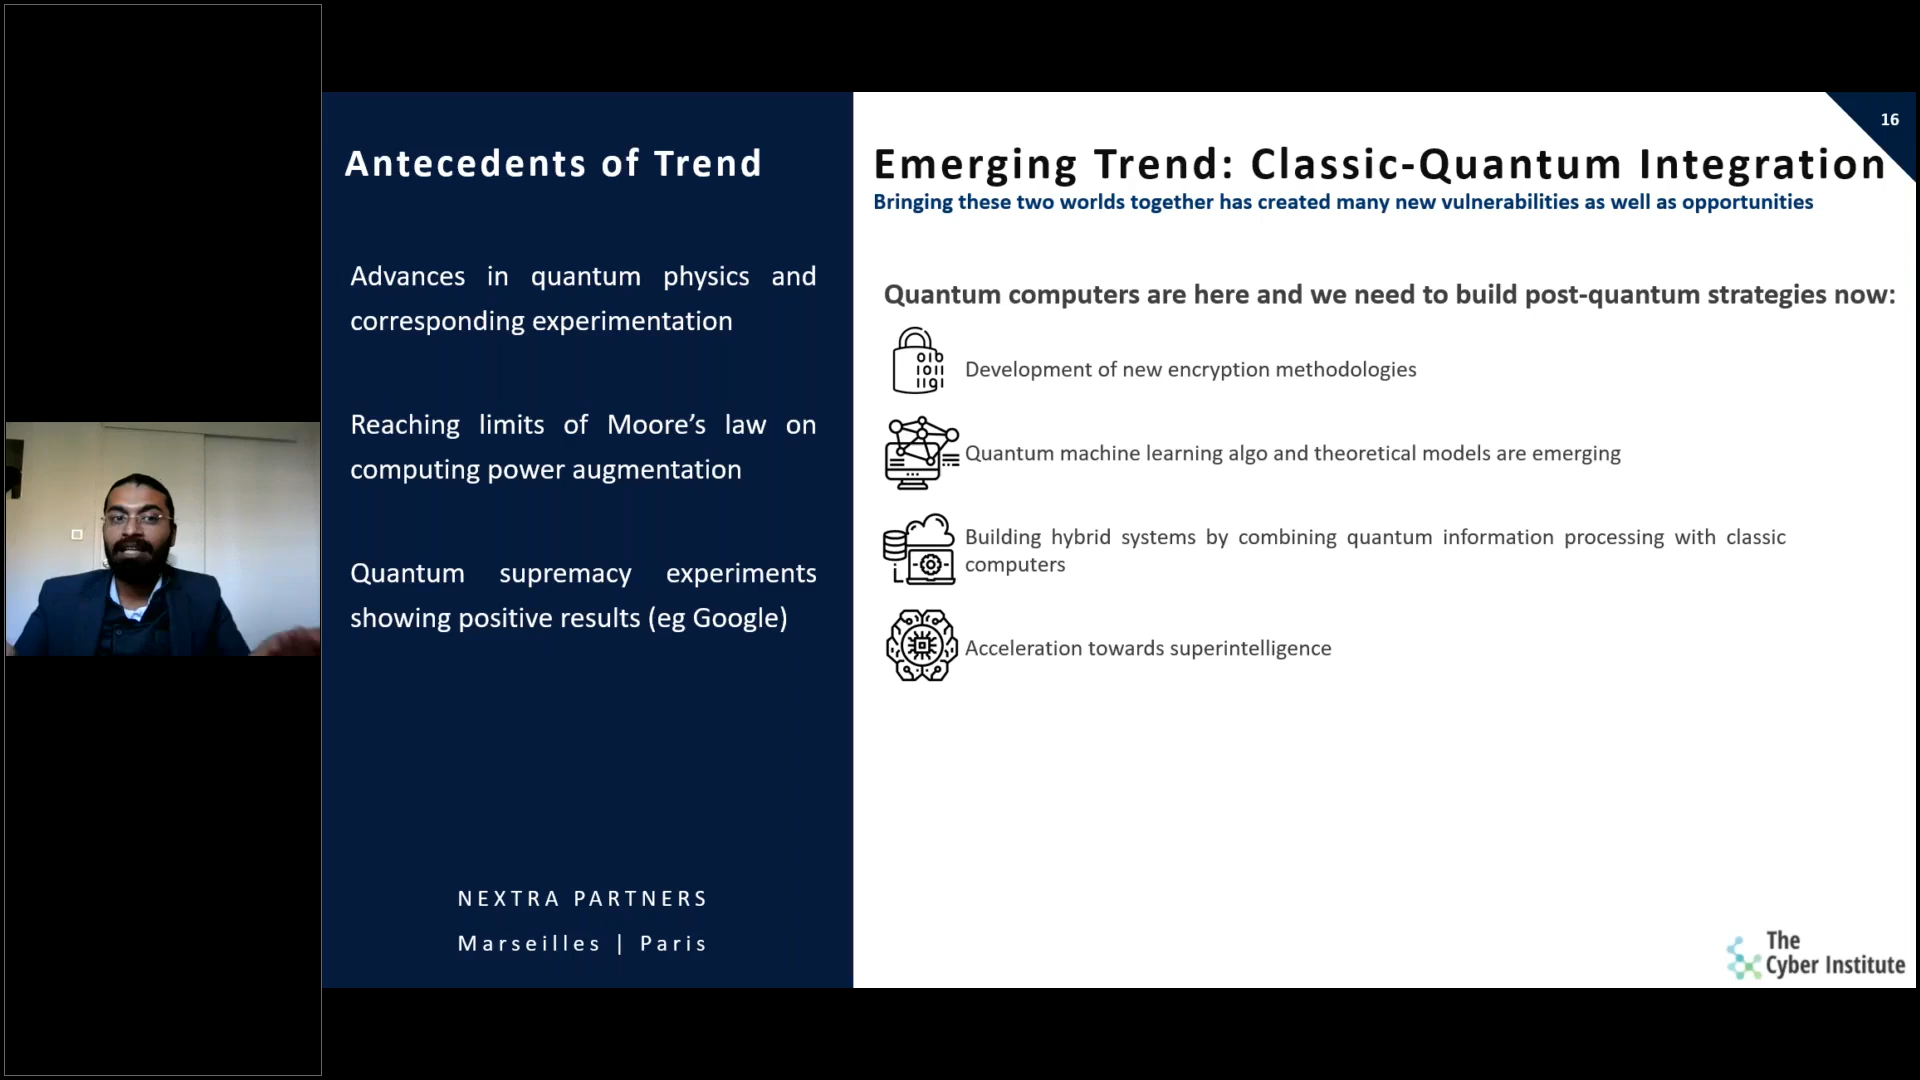 Antecedents of Trend
Advances in quantum physics and
corresponding experimentation
Reaching limits of Moore’s law on
computing power augmentation
Quantum supremacy experiments
showing positive results (eg Google)
NEXTRA PARTNERS
Marseilles | Paris
16
Emerging Trend: Classic-Quantum Integration
Bringing these two worlds together has created many new vulnerabilities as well as opportunities
Quantum computers are here and we need to build post-quantum strategies now:
Development of new encryption methodologies
Quantum machine learning algo and theoretical models are emerging
Building hybrid systems by combining quantum information processing with classic
computers
Acceleration towards superintelligence
The
Cyber Institute